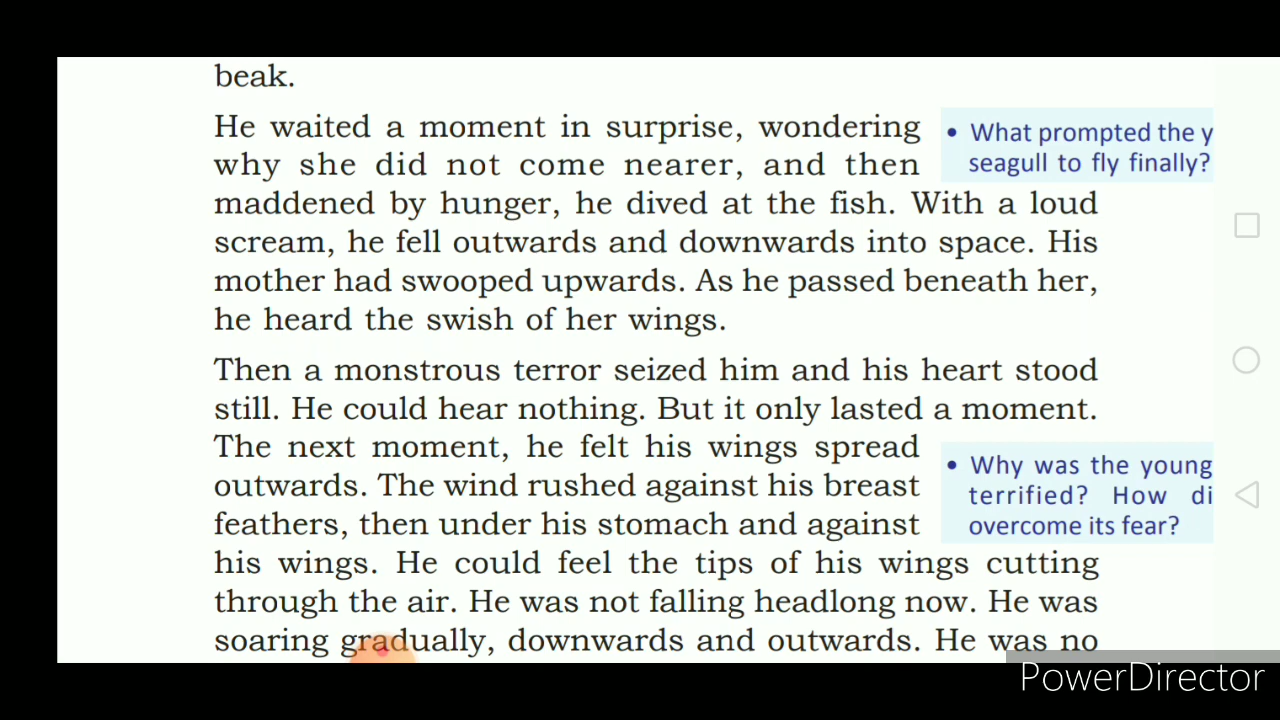 beak.
He waited a moment in surprise, wondering
why she did not come nearer, and then
maddened by hunger, he dived at the fish. With a loud
scream, he fell outwards and downwards into space. His
mother had swooped upwards. As he passed beneath her,
he heard the swish of her wings.
• What prompted the y
seagull to fly finally?
Then a monstrous terror seized him and his heart stood
still. He could hear nothing. But it only lasted a moment.
The next moment, he felt his wings spread
outwards. The wind rushed against his breast
feathers, then under his stomach and against
his wings. He could feel the tips of his wings cutting
through the air. He was not falling headlong now. He was
soaring gradually, downwards and outwards. He was no
• Why was the young
terrified? How di
overcome its fear?
PowerDirector